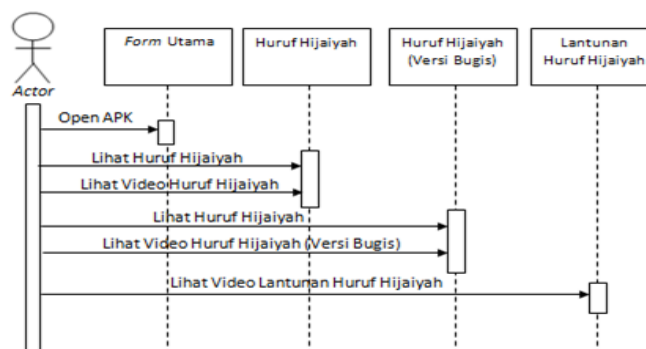 Form Utama
Huruf Hijaiyah
Huruf Hijaiyah
(Versi Bugis)
Lantunan
Huruf Hijaiyah
Actor
Open APK
Lihat Huruf Hijaiyah
Lihat Video Huruf Hijaiyah
Lihat Huruf Hijaiyah
Lihat Video Huruf Hijaiyah (Versi Bugis)
Lihat Video Lantunan Huruf Hijaiyah